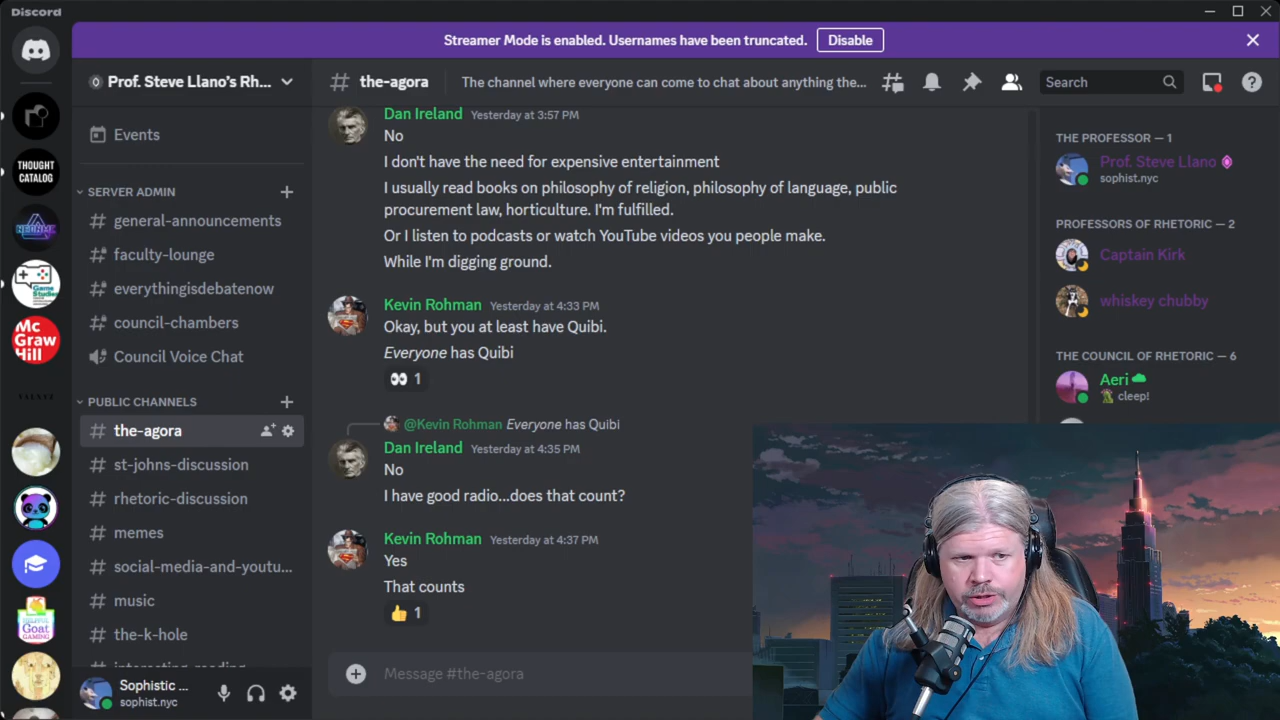 Discord
Streamer Mode is enabled. Usernames have been truncated.
Disable
Prof. Steve Llano's Rh...
the-agora
The channel where everyone can come to chat about anything the...
Search
Events
SERVER ADMIN
general-announcements
faculty-lounge
everythingisdebatenow
council-chambers
Council Voice Chat
PUBLIC CHANNELS
the-agora
st-johns-discussion
rhetoric-discussion
memes
social-media-and-youtu...
music
the-k-hole
interesting-reading
Sophistic ...
sophist.nyc
THOUGHT
CATALOG
Game
Studies
Mc
Graw
Hill
HELPFUL
Goat
GAMING
Dan Ireland Yesterday at 3:57 PM
No
I don't have the need for expensive entertainment
I usually read books on philosophy of religion, philosophy of language, public
procurement law, horticulture. I'm fulfilled.
Or I listen to podcasts or watch YouTube videos you people make.
While I'm digging ground.
Kevin Rohman Yesterday at 4:33 PM
Okay, but you at least have Quibi.
Everyone has Quibi
1
@Kevin Rohman Everyone has Quibi
Dan Ireland Yesterday at 4:35 PM
No
I have good radio...does that count?
Kevin Rohman Yesterday at 4:37 PM
Yes
That counts
1
Message #the-agora
THE PROFESSOR — 1
Prof. Steve Llano
sophist.nyc
PROFESSORS OF RHETORIC — 2
Captain Kirk
whiskey chubby
THE COUNCIL OF RHETORIC — 6
Aeri
cleep!